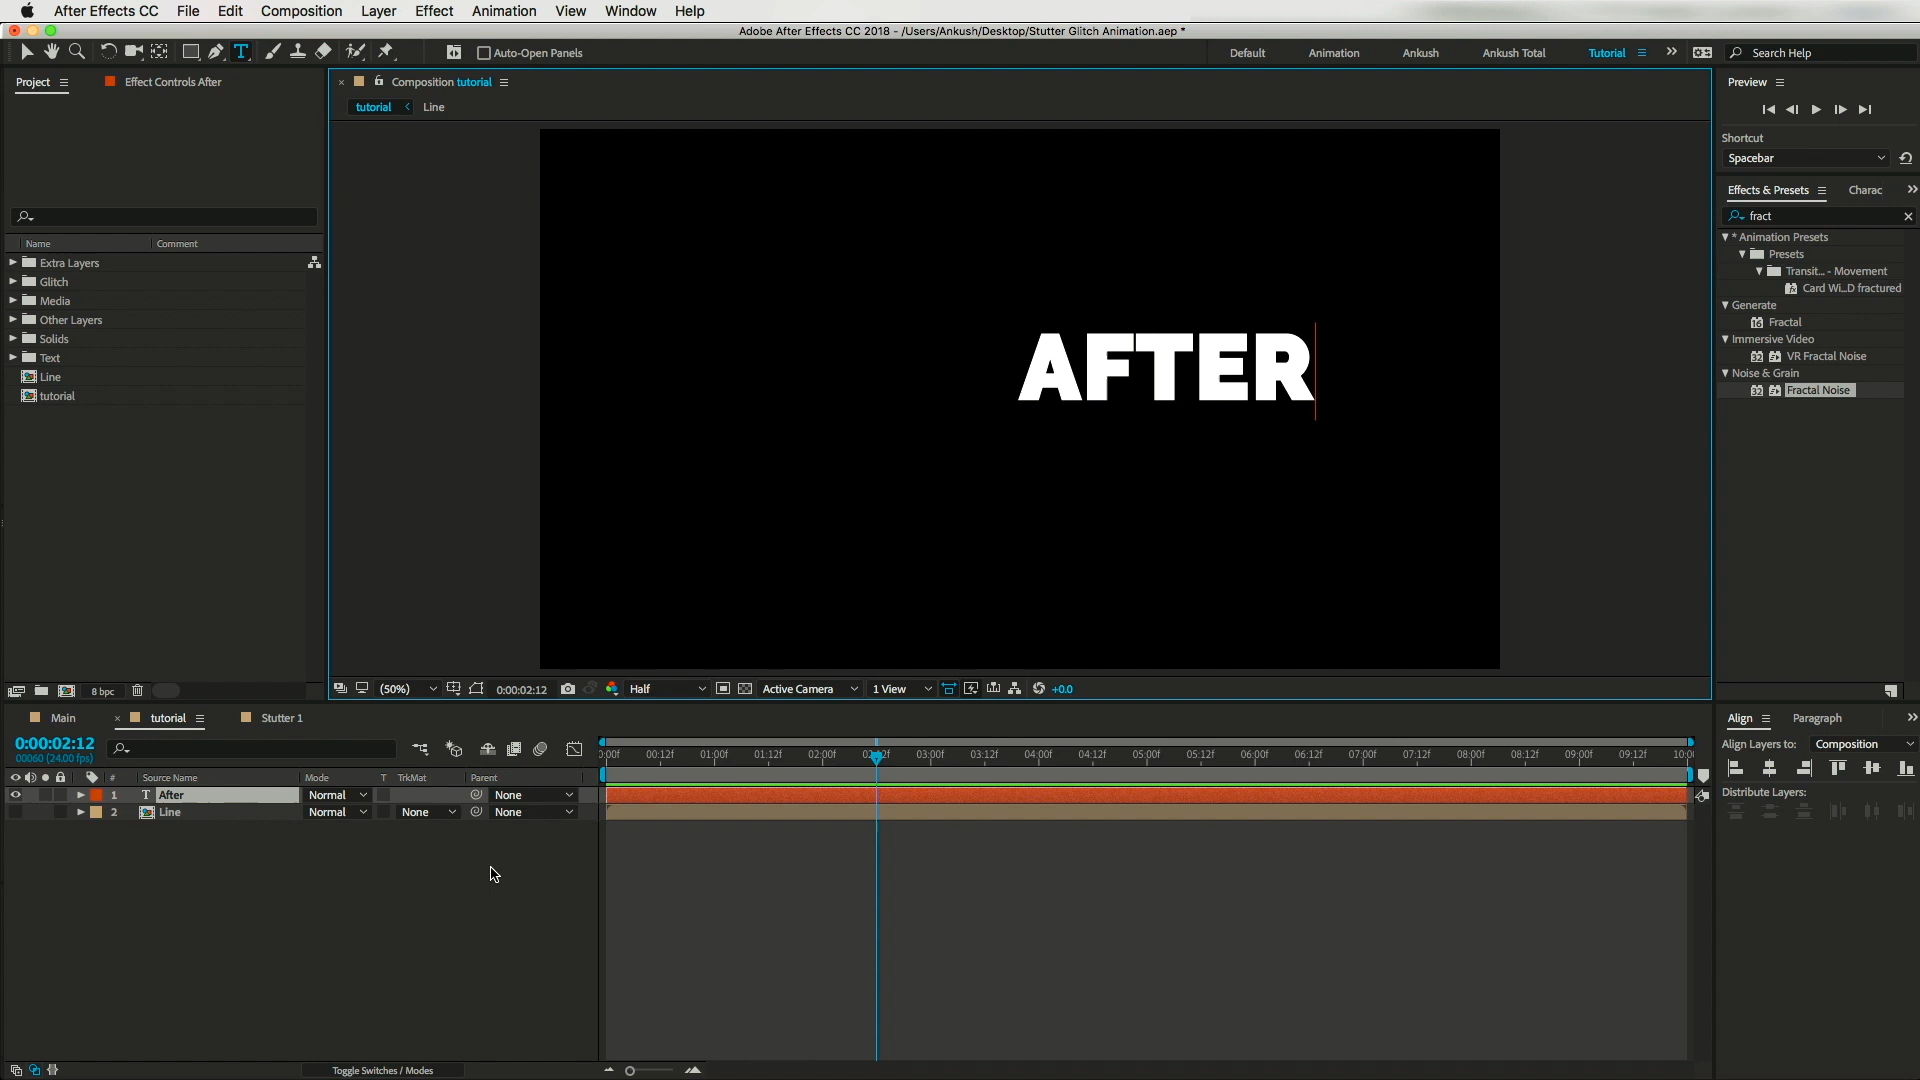 After Effects CC File Edit Composition Layer Effect Animation View Window Help
Adobe After Effects CC 2018 - /Users/Ankush/Desktop/Stutter Glitch Animation.aep *
T Auto-Open Panels Default Animation Ankush Ankush Total Tutorial Search Help
Project Effect Controls After Composition tutorial Preview
tutorial Line
Shortcut
Spacebar
Effects & Presets Charac
fract
Name Comment
* Animation Presets
Presets
Transit... - Movement
Card Wi...D fractured
Generate
Fractal
Immersive Video
VR Fractal Noise
Noise & Grain
Fractal Noise
Extra Layers
Glitch
Media
Other Layers
Solids
Text
Line
tutorial
AFTER
8 bpc (50%) 0:00:02:12 Half Active Camera 1 View +0.0
Main tutorial Stutter 1 Align Paragraph
0:00:02:12
00060 (24.00 fps)
00:12f 01:00f 01:12f 02:00f 03:00f 03:12f 04:00f 04:12f 05:00f 05:12f 06:00f 06:12f 07:00f 07:12f 08:00f 08:12f 09:00f 09:12f
Align Layers to: Composition
# Source Name Mode T TrkMat Parent
1 T After Normal None
2 Line Normal None None
Distribute Layers:
Toggle Switches / Modes